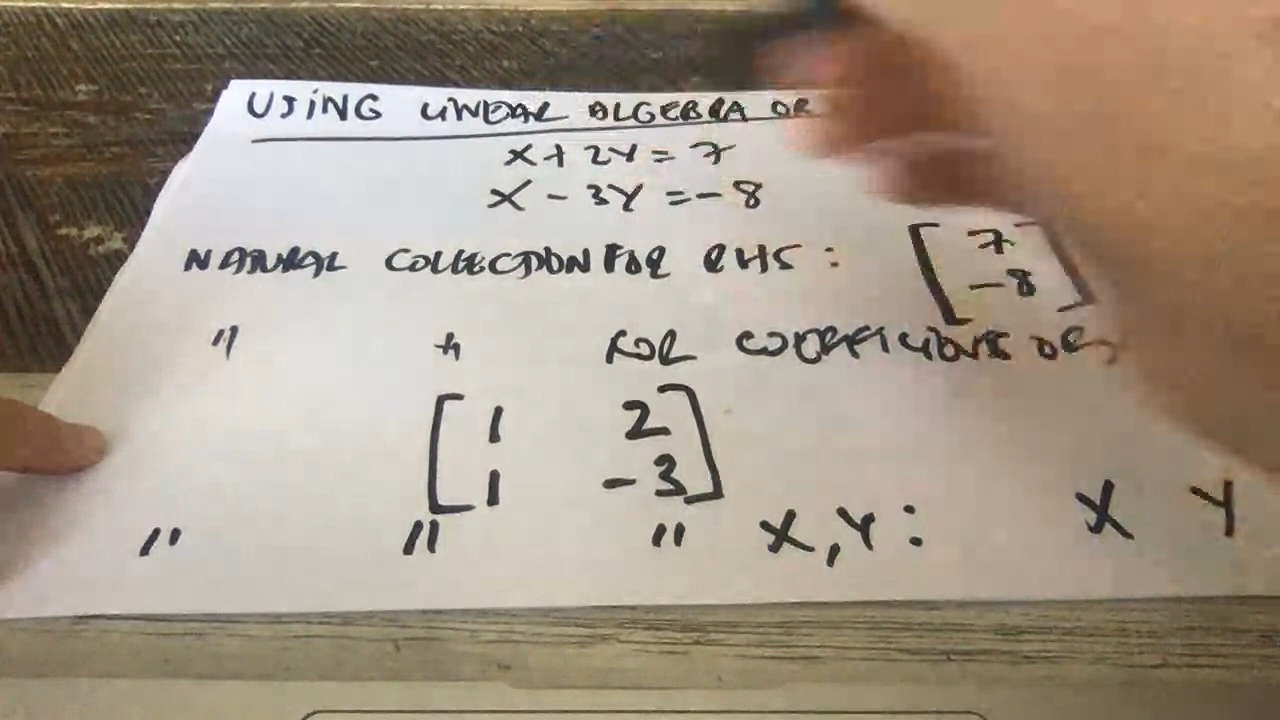 USING LINEAR ALGEBRA OR
X + 2Y = 7
X - 3Y = -8
NATURAL COLLECTION FOR RHS: [7
-8]
" " FOR COEFFICIENTS OF
[1 2
1 -3]
" " " X, Y: X Y